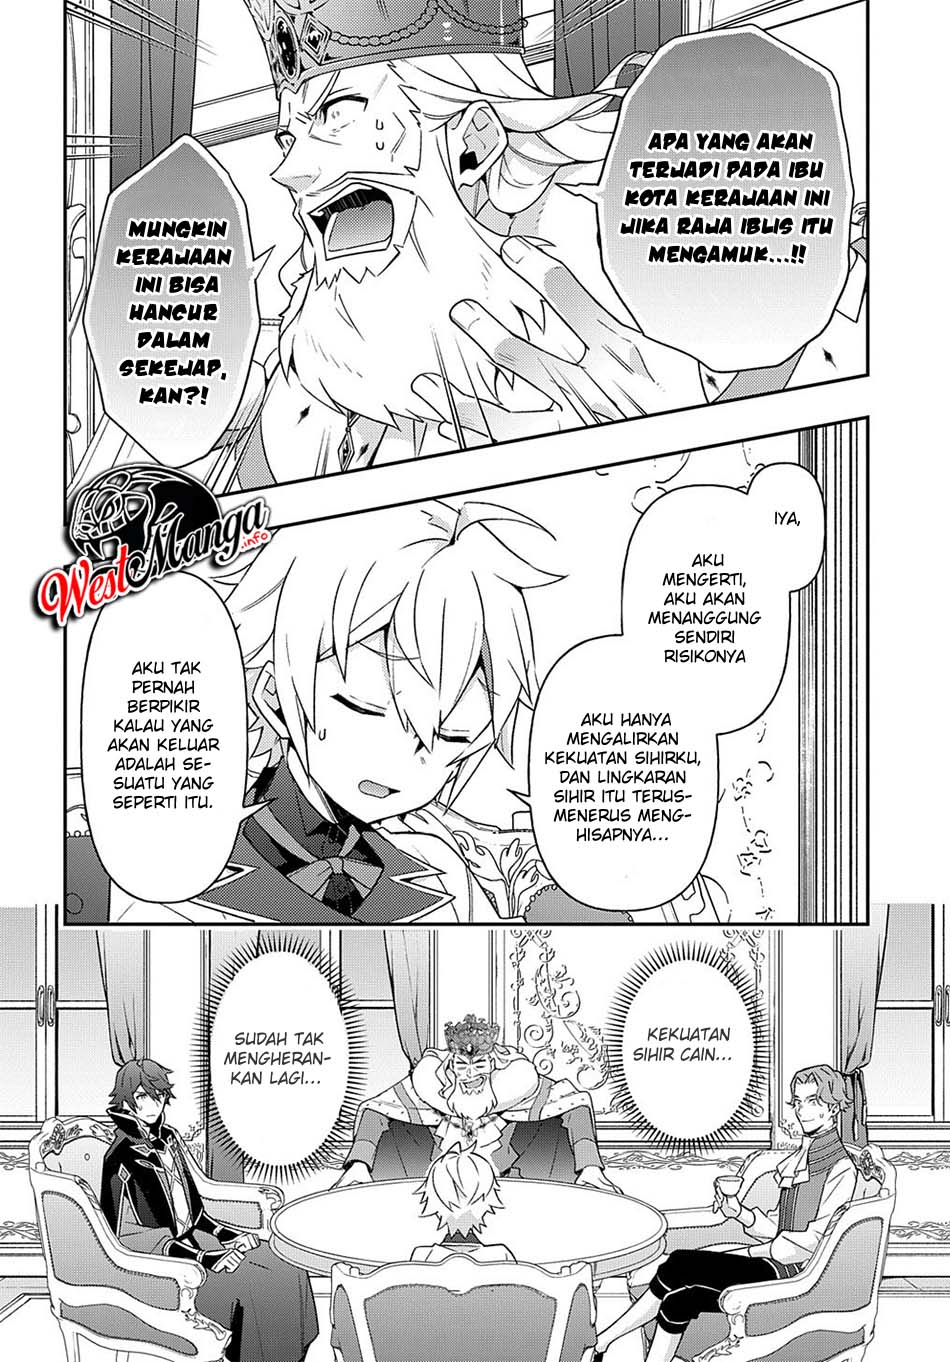 APA YANG AKAN
TERJADI PADA IBU
KOTA KERAJAAN INI
JIKA RAJA IBLIS ITU
MENGAMUK...!!
MUNGKIN
KERAJAAN
INI BISA
HANCUR
DALAM
SEKEJAP,
KAN?!
WestManga
.info
IYA,
AKU
MENGERTI,
AKU AKAN
MENANGGUNG
SENDIRI
RISIKONYA
AKU HANYA
MENGALIRKAN
KEKUATAN SIHIRKU,
DAN LINGKARAN
SIHIR ITU TERUS-
MENERUS MENG-
HISAPNYA...
AKU TAK
PERNAH
BERPIKIR
KALAU YANG
AKAN KELUAR
ADALAH SE-
SUATU YANG
SEPERTI ITU.
KEKUATAN
SIHIR CAIN...
SUDAH TAK
MENGHERAN-
KAN LAGI...